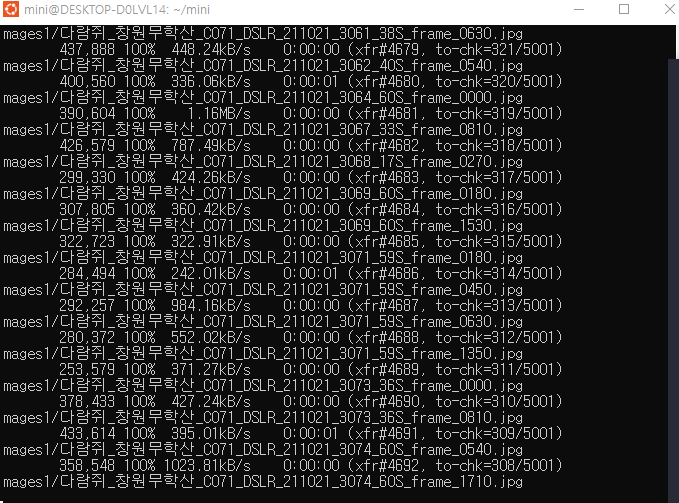 mini@DESKTOP-D0LVL14: ~/mini
mages1/다람쥐_창원무학산_C071_DSLR_211021_3061_38S_frame_0630.jpg
437,888 100% 448.24kB/s 0:00:00 (xfr#4679, to-chk=321/5001)
mages1/다람쥐_창원무학산_C071_DSLR_211021_3062_40S_frame_0540.jpg
400,560 100% 336.06kB/s 0:00:01 (xfr#4680, to-chk=320/5001)
mages1/다람쥐_창원무학산_C071_DSLR_211021_3064_60S_frame_0000.jpg
390,604 100% 1.16MB/s 0:00:00 (xfr#4681, to-chk=319/5001)
mages1/다람쥐_창원무학산_C071_DSLR_211021_3067_33S_frame_0810.jpg
426,579 100% 787.49kB/s 0:00:00 (xfr#4682, to-chk=318/5001)
mages1/다람쥐_창원무학산_C071_DSLR_211021_3068_17S_frame_0270.jpg
299,330 100% 424.26kB/s 0:00:00 (xfr#4683, to-chk=317/5001)
mages1/다람쥐_창원무학산_C071_DSLR_211021_3069_60S_frame_0180.jpg
307,805 100% 360.42kB/s 0:00:00 (xfr#4684, to-chk=316/5001)
mages1/다람쥐_창원무학산_C071_DSLR_211021_3069_60S_frame_1530.jpg
322,723 100% 322.91kB/s 0:00:00 (xfr#4685, to-chk=315/5001)
mages1/다람쥐_창원무학산_C071_DSLR_211021_3071_59S_frame_0180.jpg
284,494 100% 242.01kB/s 0:00:01 (xfr#4686, to-chk=314/5001)
mages1/다람쥐_창원무학산_C071_DSLR_211021_3071_59S_frame_0450.jpg
292,257 100% 984.16kB/s 0:00:00 (xfr#4687, to-chk=313/5001)
mages1/다람쥐_창원무학산_C071_DSLR_211021_3071_59S_frame_0630.jpg
280,372 100% 552.02kB/s 0:00:00 (xfr#4688, to-chk=312/5001)
mages1/다람쥐_창원무학산_C071_DSLR_211021_3071_59S_frame_1350.jpg
253,579 100% 371.27kB/s 0:00:00 (xfr#4689, to-chk=311/5001)
mages1/다람쥐_창원무학산_C071_DSLR_211021_3073_36S_frame_0000.jpg
378,433 100% 427.24kB/s 0:00:00 (xfr#4690, to-chk=310/5001)
mages1/다람쥐_창원무학산_C071_DSLR_211021_3073_36S_frame_0810.jpg
433,614 100% 395.01kB/s 0:00:01 (xfr#4691, to-chk=309/5001)
mages1/다람쥐_창원무학산_C071_DSLR_211021_3074_60S_frame_0540.jpg
358,548 100% 1023.81kB/s 0:00:00 (xfr#4692, to-chk=308/5001)
mages1/다람쥐_창원무학산_C071_DSLR_211021_3074_60S_frame_1710.jpg